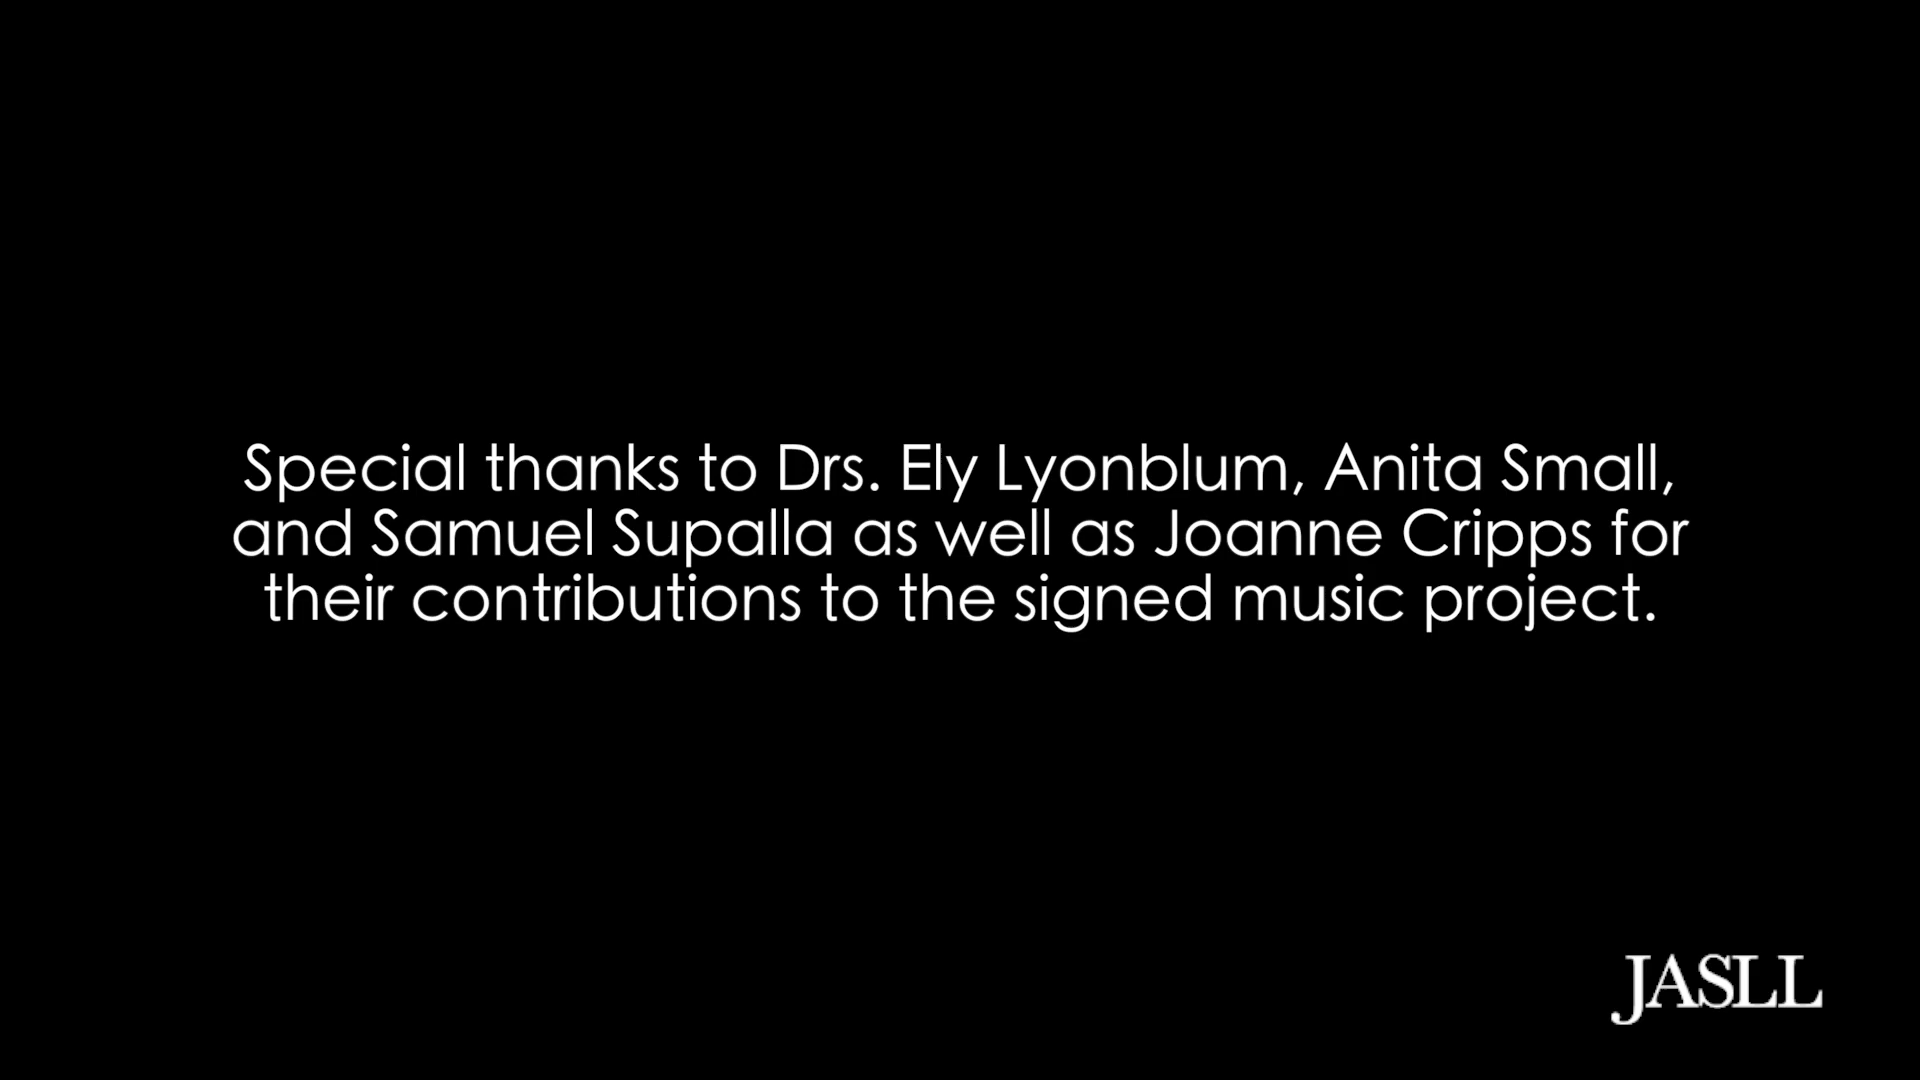 Special thanks to Drs. Ely Lyonblum, Anita Small,
and Samuel Supalla as well as Joanne Cripps for
their contributions to the signed music project.
JASLL